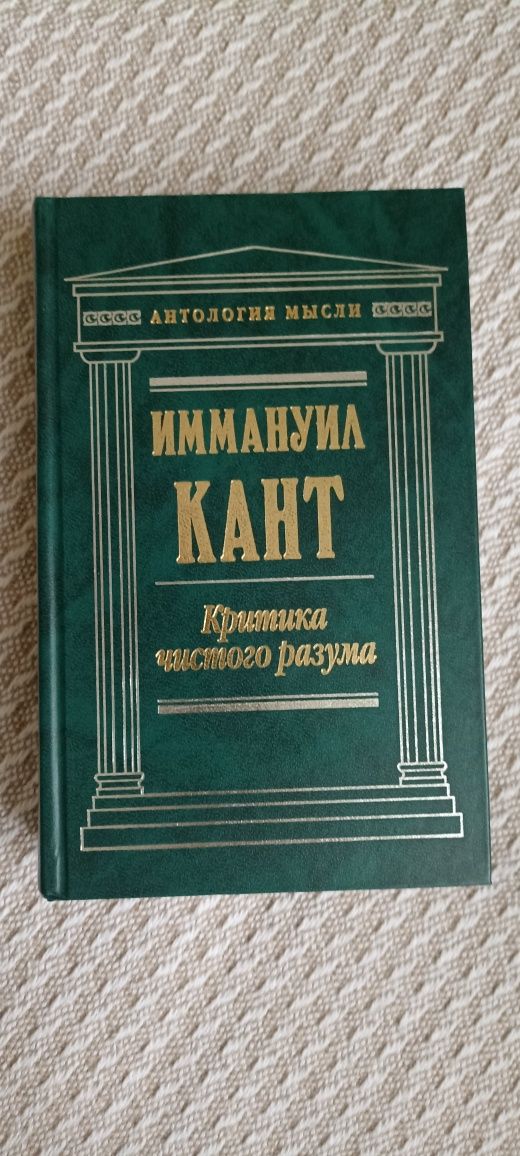 АНТОЛОГИЯ МЫСЛИ
ИММАНУИЛ
КАНТ
Критика
чистого разума